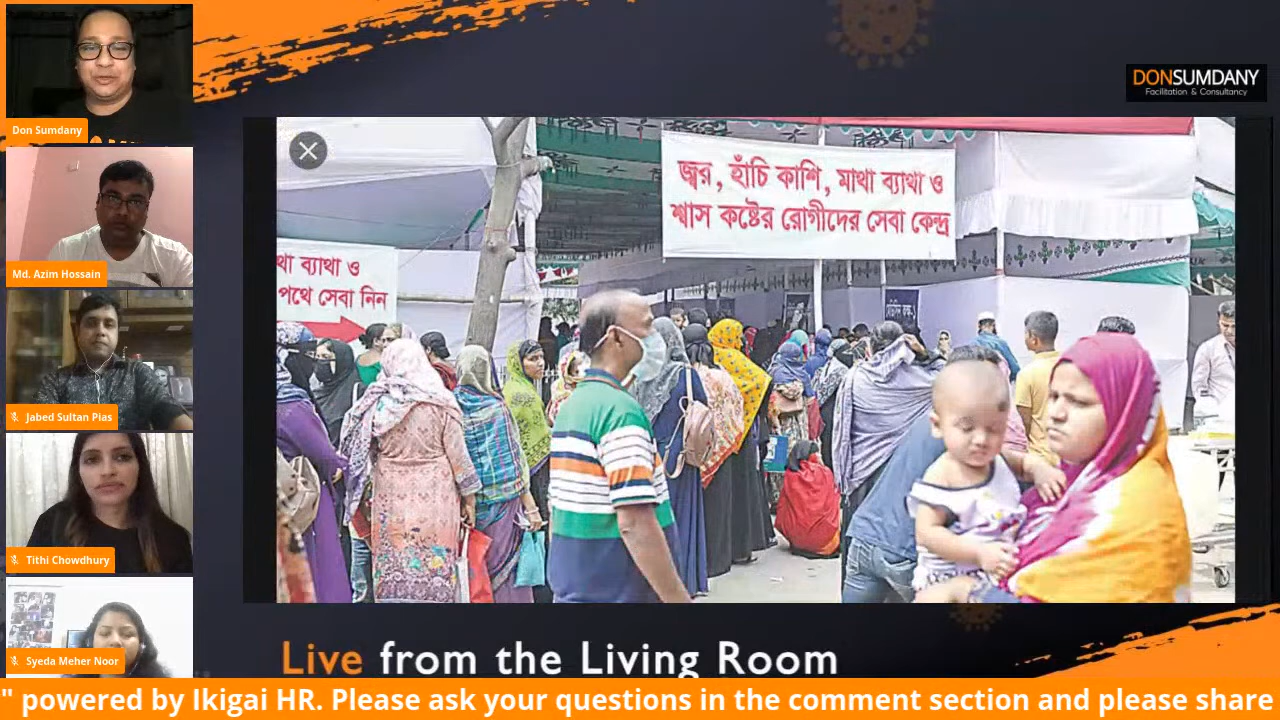 Don Sumdany
Md. Azim Hossain
Jabed Sultan Pias
Tithi Chowdhury
Syeda Meher Noor
DONSUMDANY
Facilitation & Consultancy
জ্বর, হাঁচি কাশি, মাথা ব্যাথা ও
শ্বাস কষ্টের রোগীদের সেবা কেন্দ্র
থা ব্যাথা ও
পথে সেবা নিন
Live from the Living Room
" powered by Ikigai HR. Please ask your questions in the comment section and please share